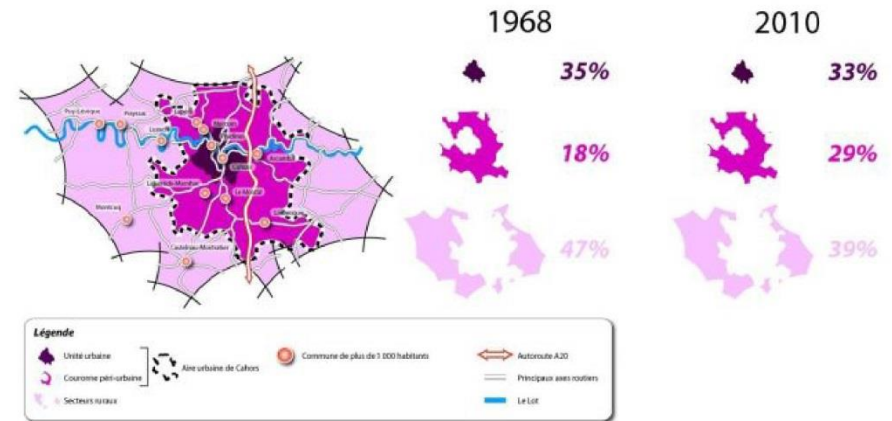 1968
2010
35%
33%
18%
29%
47%
39%
Puy-L'évêque
Prayssac
Luzech
Mercuès
Pradines
Cahors
Arcambal
Le Montat
Montcuq
Lalbenque
Castelnau-Montratier
Légende
Unité urbaine
Couronne péri-urbaine
Secteurs ruraux
Aire urbaine de Cahors
Commune de plus de 1 000 habitants
Autoroute A20
Principaux axes routiers
Le Lot